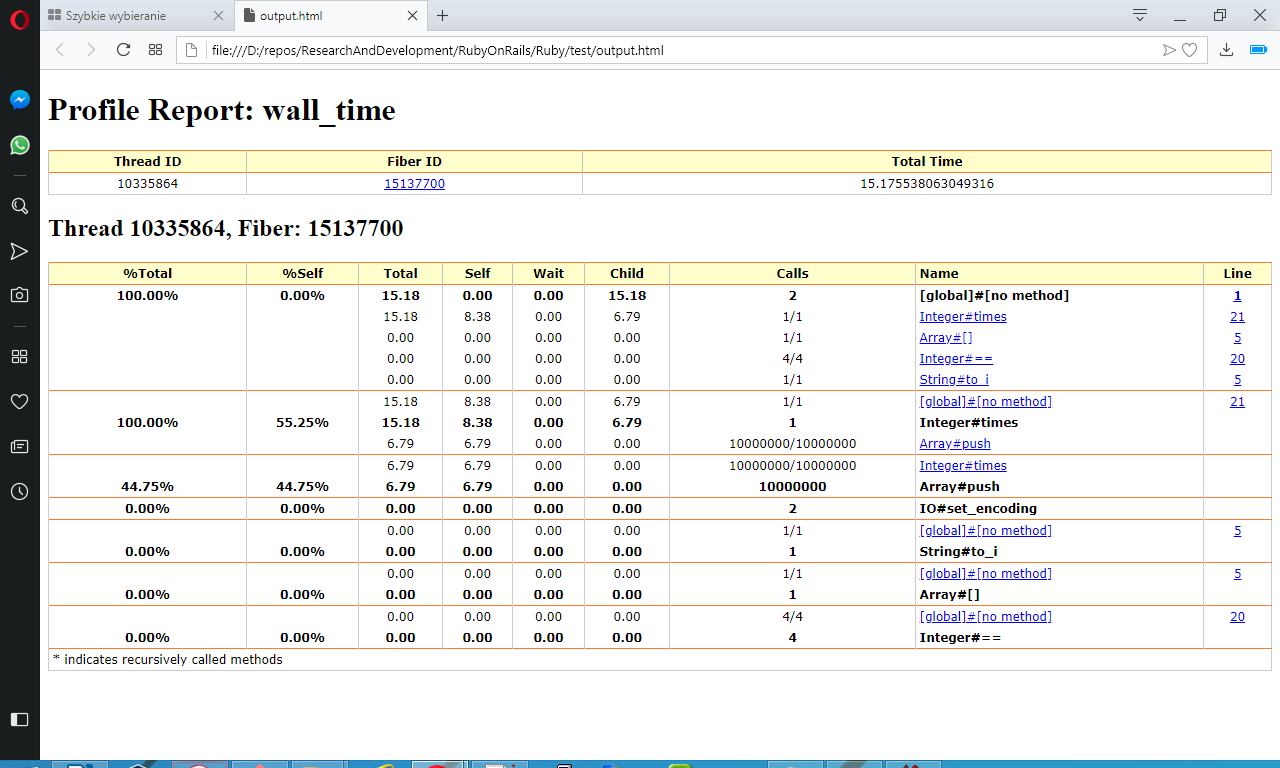 Szybkie wybieranie
output.html
file:///D:/repos/ResearchAndDevelopment/RubyOnRails/Ruby/test/output.html
Profile Report: wall_time
Thread ID Fiber ID Total Time
10335864 15137700 15.175538063049316
Thread 10335864, Fiber: 15137700
%Total %Self Total Self Wait Child Calls Name Line
100.00% 0.00% 15.18 0.00 0.00 15.18 2 [global]#[no method] 1
15.18 8.38 0.00 6.79 1/1 Integer#times 21
0.00 0.00 0.00 0.00 1/1 Array#[] 5
0.00 0.00 0.00 0.00 4/4 Integer#== 20
0.00 0.00 0.00 0.00 1/1 String#to_i 5
15.18 8.38 0.00 6.79 1/1 [global]#[no method] 21
100.00% 55.25% 15.18 8.38 0.00 6.79 1 Integer#times
6.79 6.79 0.00 0.00 10000000/10000000 Array#push
6.79 6.79 0.00 0.00 10000000/10000000 Integer#times
44.75% 44.75% 6.79 6.79 0.00 0.00 10000000 Array#push
0.00% 0.00% 0.00 0.00 0.00 0.00 2 IO#set_encoding
0.00 0.00 0.00 0.00 1/1 [global]#[no method] 5
0.00% 0.00% 0.00 0.00 0.00 0.00 1 String#to_i
0.00 0.00 0.00 0.00 1/1 [global]#[no method] 5
0.00% 0.00% 0.00 0.00 0.00 0.00 1 Array#[]
0.00 0.00 0.00 0.00 4/4 [global]#[no method] 20
0.00% 0.00% 0.00 0.00 0.00 0.00 4 Integer#==
* indicates recursively called methods